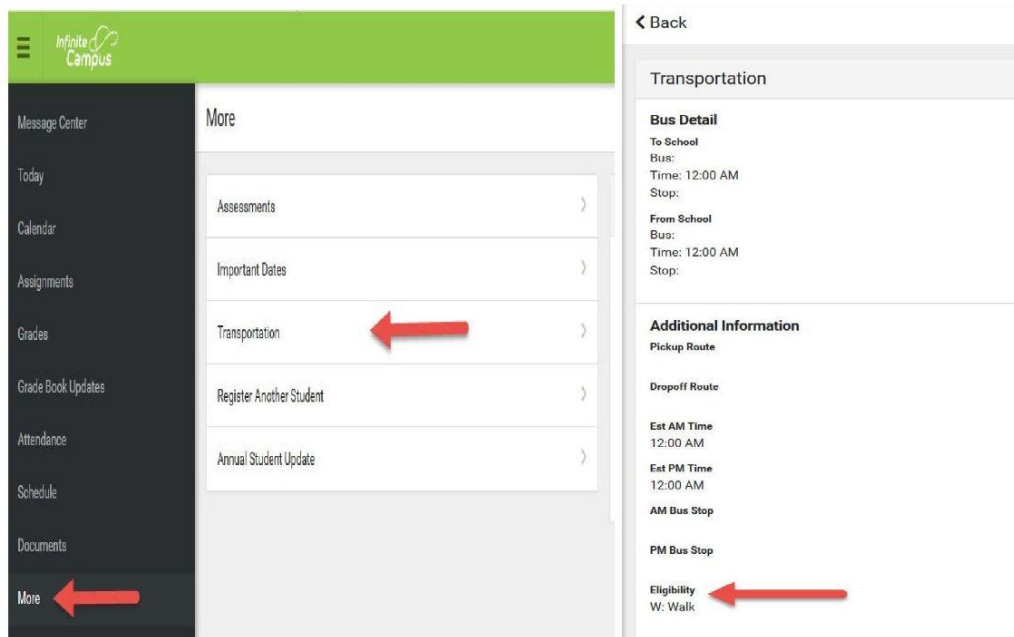 Infinite
Campus
Message Center
Today
Calendar
Assignments
Grades
Grade Book Updates
Attendance
Schedule
Documents
More
More
Assessments
Important Dates
Transportation
Register Another Student
Annual Student Update
Back
Transportation
Bus Detail
To School
Bus:
Time: 12:00 AM
Stop:
From School
Bus:
Time: 12:00 AM
Stop:
Additional Information
Pickup Route
Dropoff Route
Est AM Time
12:00 AM
Est PM Time
12:00 AM
AM Bus Stop
PM Bus Stop
Eligibility
W: Walk